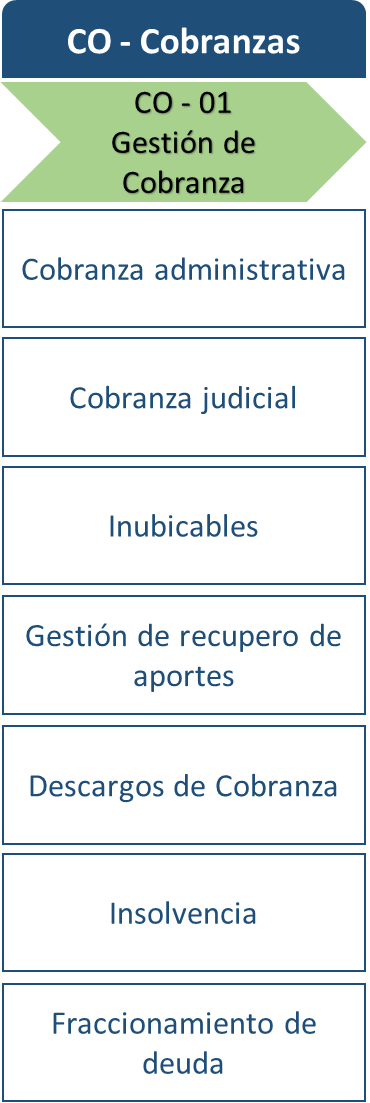 CO - Cobranzas
CO - 01
Gestión de
Cobranza
Cobranza administrativa
Cobranza judicial
Inubicables
Gestión de recupero de
aportes
Descargos de Cobranza
Insolvencia
Fraccionamiento de
deuda